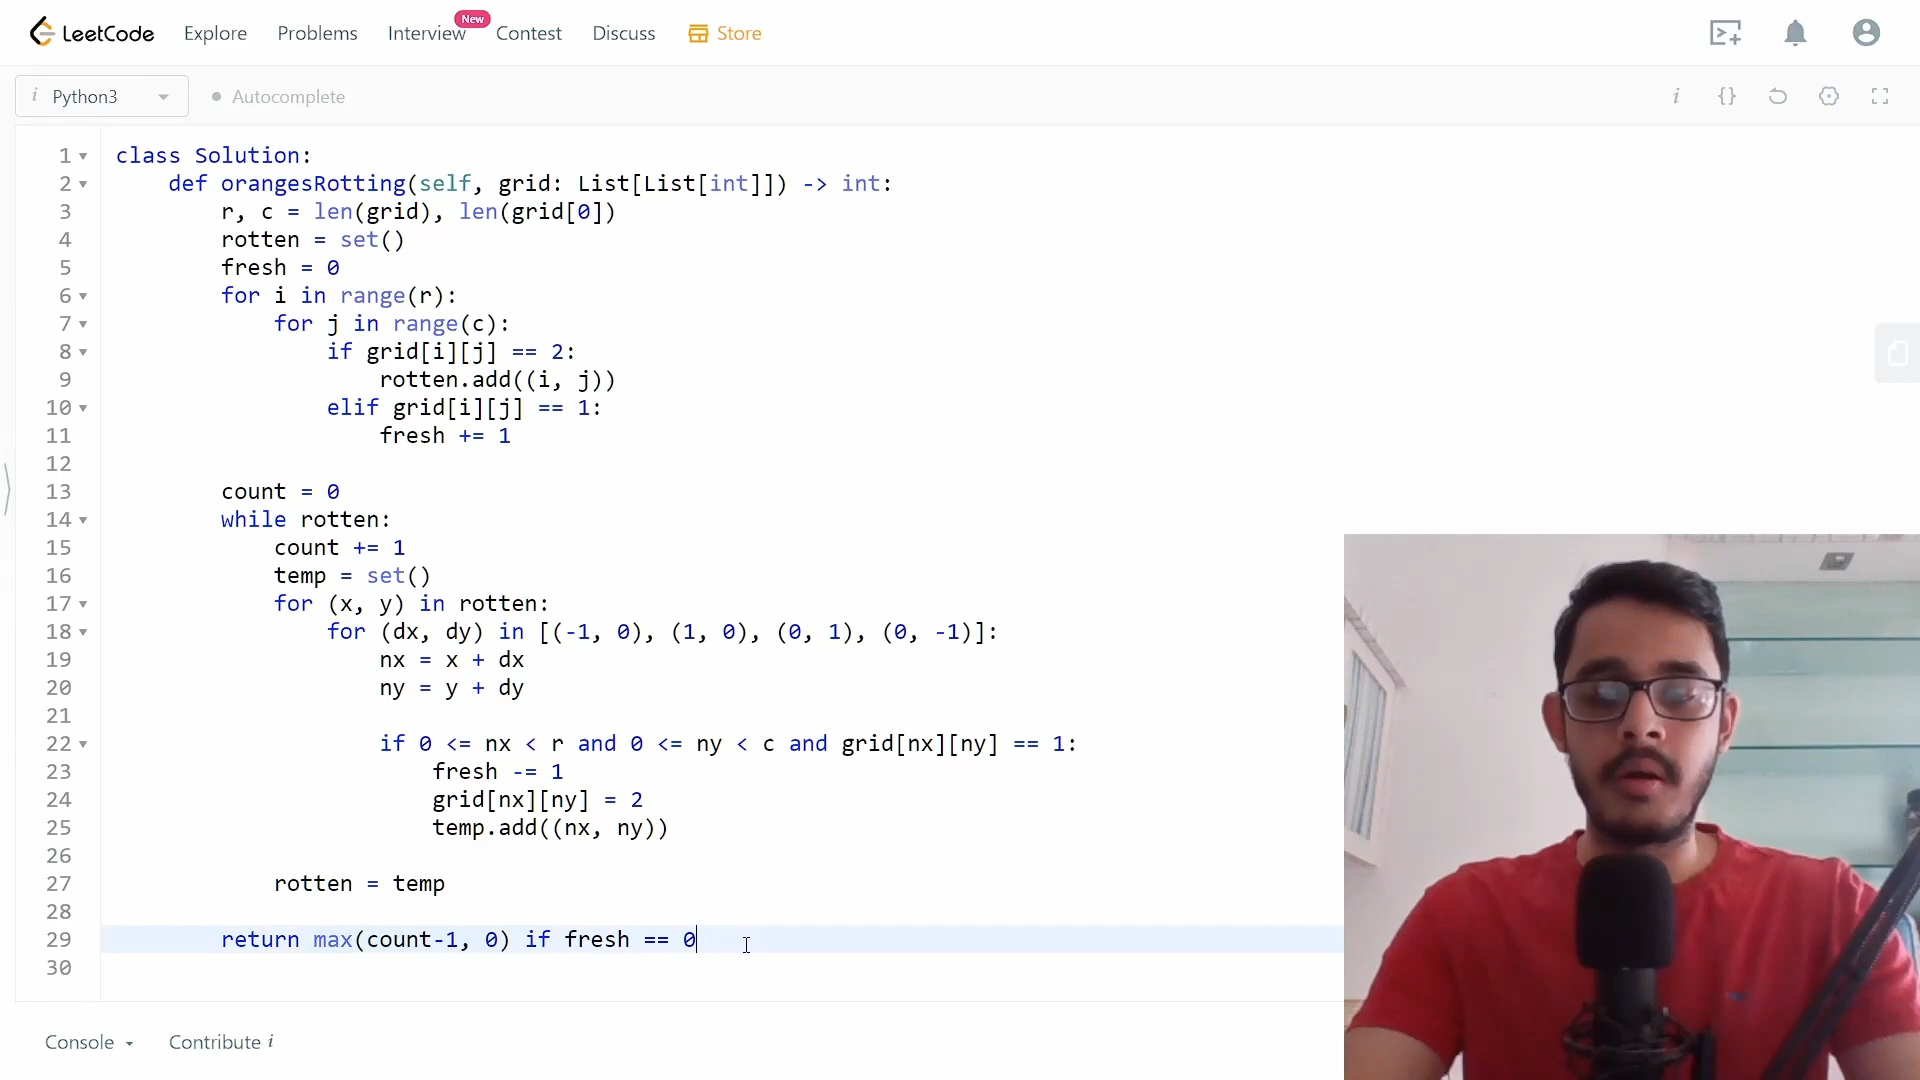 LeetCode Explore Problems Interview New Contest Discuss Store
i Python3 Autocomplete i {}
1 class Solution:
2 def orangesRotting(self, grid: List[List[int]]) -> int:
3 r, c = len(grid), len(grid[0])
4 rotten = set()
5 fresh = 0
6 for i in range(r):
7 for j in range(c):
8 if grid[i][j] == 2:
9 rotten.add((i, j))
10 elif grid[i][j] == 1:
11 fresh += 1
12
13 count = 0
14 while rotten:
15 count += 1
16 temp = set()
17 for (x, y) in rotten:
18 for (dx, dy) in [(-1, 0), (1, 0), (0, 1), (0, -1)]:
19 nx = x + dx
20 ny = y + dy
21
22 if 0 <= nx < r and 0 <= ny < c and grid[nx][ny] == 1:
23 fresh -= 1
24 grid[nx][ny] = 2
25 temp.add((nx, ny))
26
27 rotten = temp
28
29 return max(count-1, 0) if fresh == 0
30
Console Contribute i